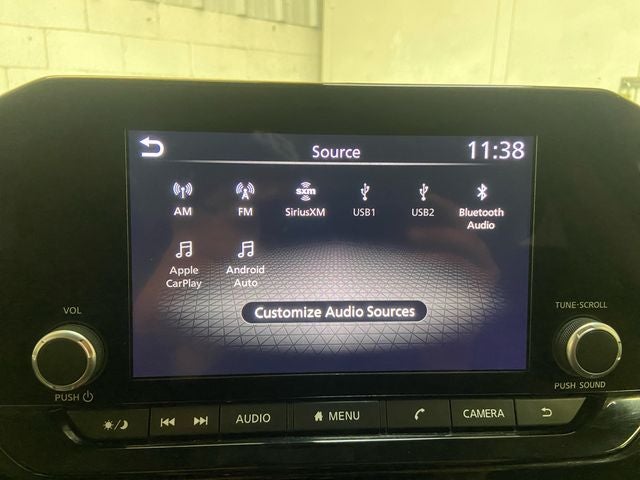 Source
11:38
AM
FM
sxm
SiriusXM
USB1
USB2
Bluetooth
Audio
Apple
CarPlay
Android
Auto
Customize Audio Sources
VOL
PUSH
TUNE·SCROLL
PUSH SOUND
AUDIO
MENU
CAMERA